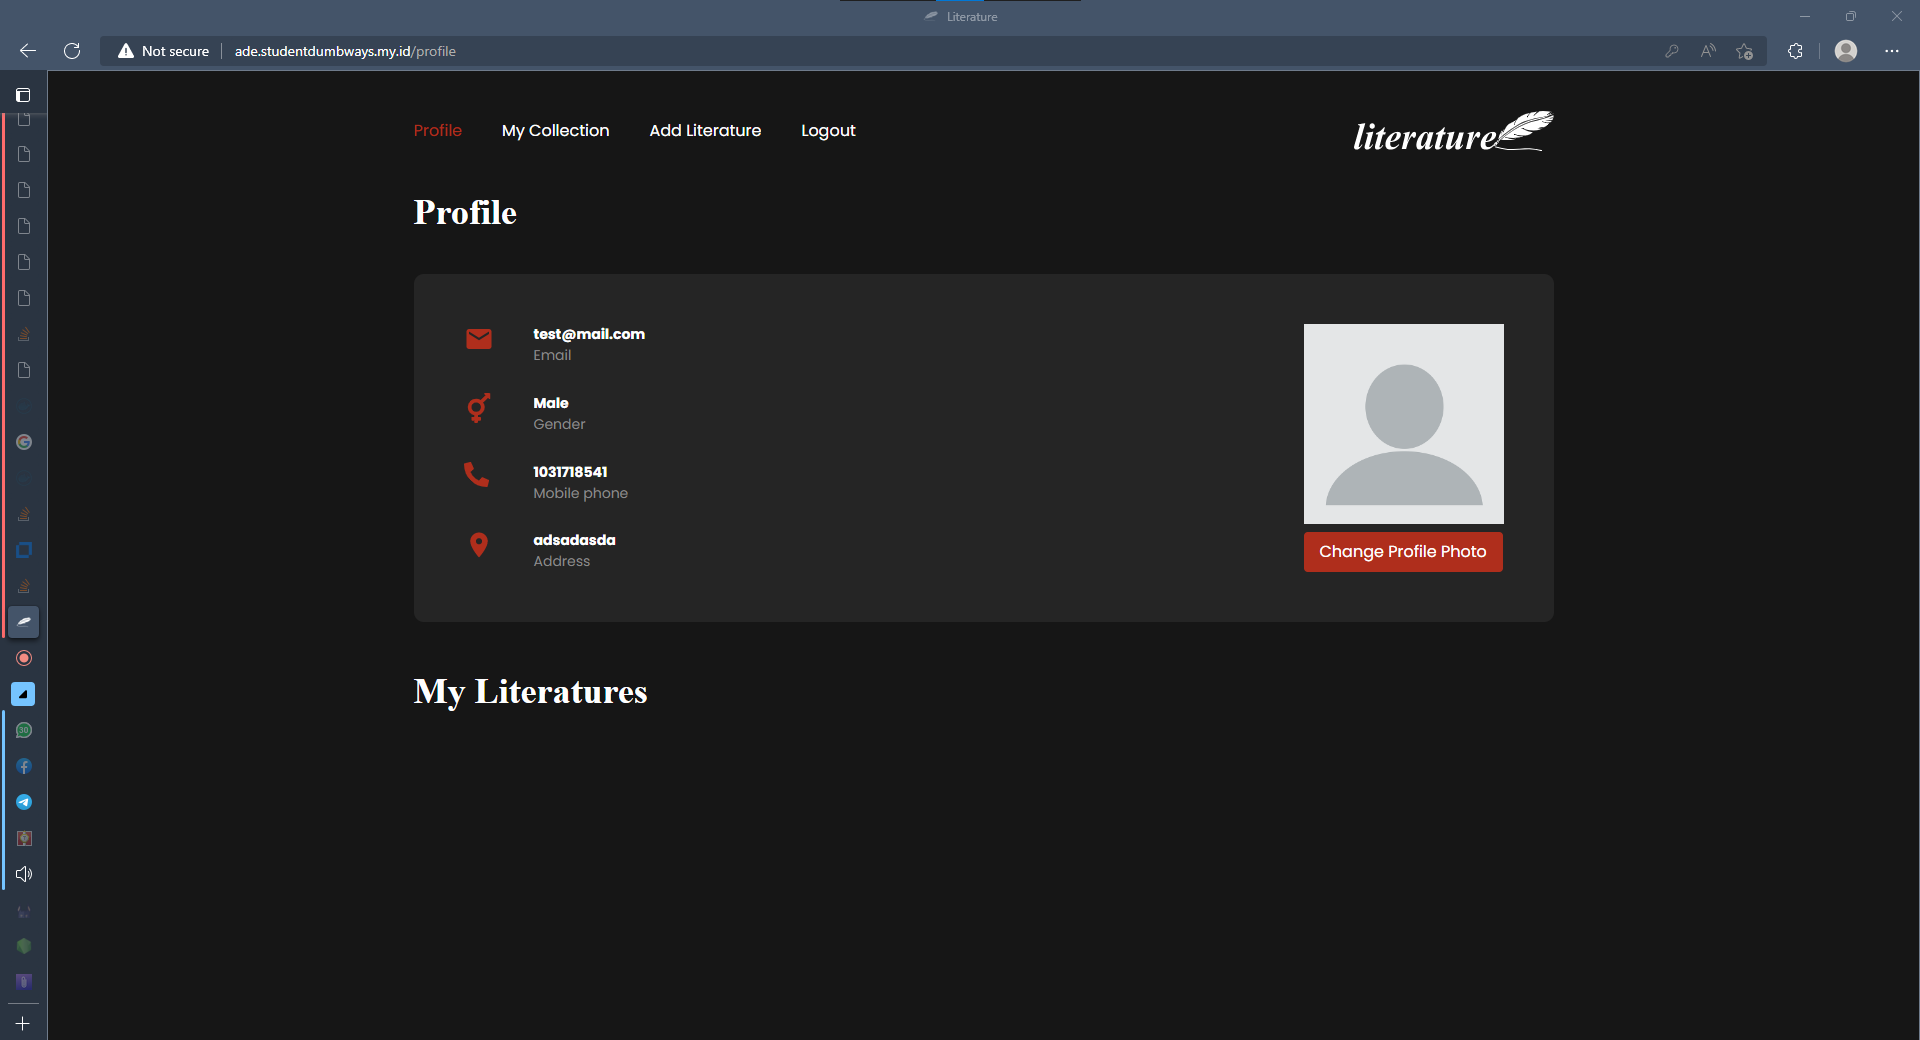 Literature
Not secure
ade.studentdumbways.my.id/profile
Profile
My Collection
Add Literature
Logout
literature
Profile
test@mail.com
Email
Male
Gender
1031718541
Mobile phone
adsadasda
Address
Change Profile Photo
My Literatures
30